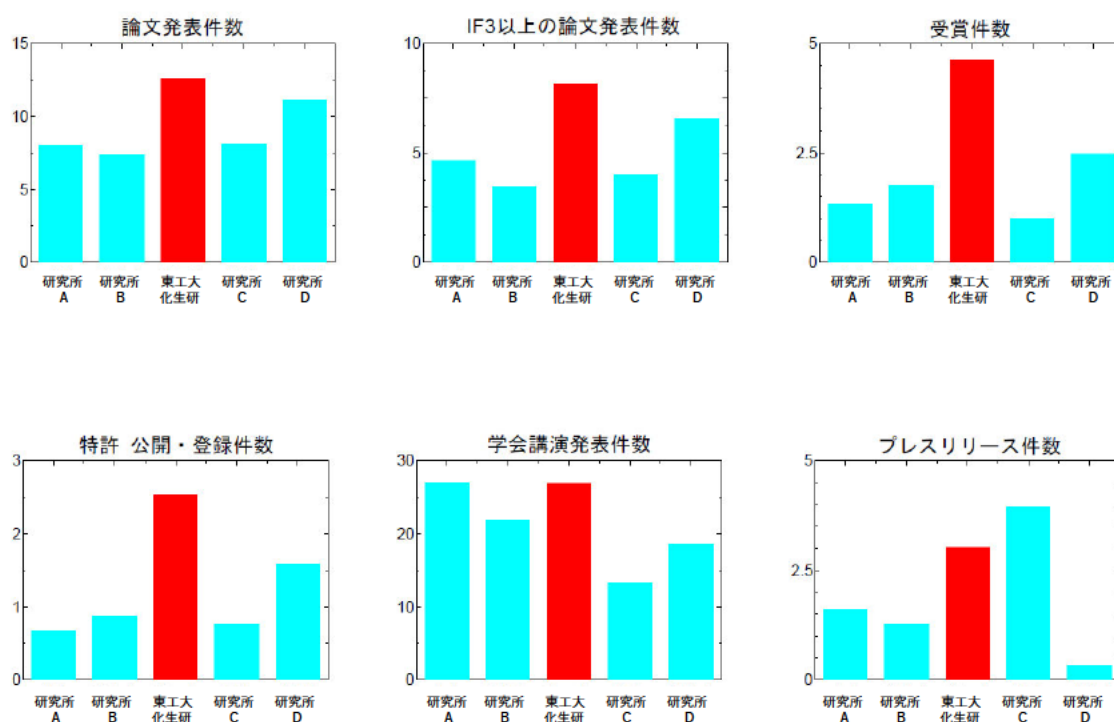 論文発表件数
15
10
5
0
研究所 研究所 東工大 研究所 研究所
A B 化生研 C D
IF3以上の論文発表件数
10
5
0
研究所 研究所 東工大 研究所 研究所
A B 化生研 C D
受賞件数
5
2.5
0
研究所 研究所 東工大 研究所 研究所
A B 化生研 C D
特許 公開・登録件数
3
2
1
0
研究所 研究所 東工大 研究所 研究所
A B 化生研 C D
学会講演発表件数
30
20
10
0
研究所 研究所 東工大 研究所 研究所
A B 化生研 C D
プレスリリース件数
5
2.5
0
研究所 研究所 東工大 研究所 研究所
A B 化生研 C D